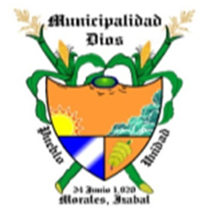 Municipalidad
Dios
Pueblo
Unidad
24 Junio 1,920
Morales, Izabal